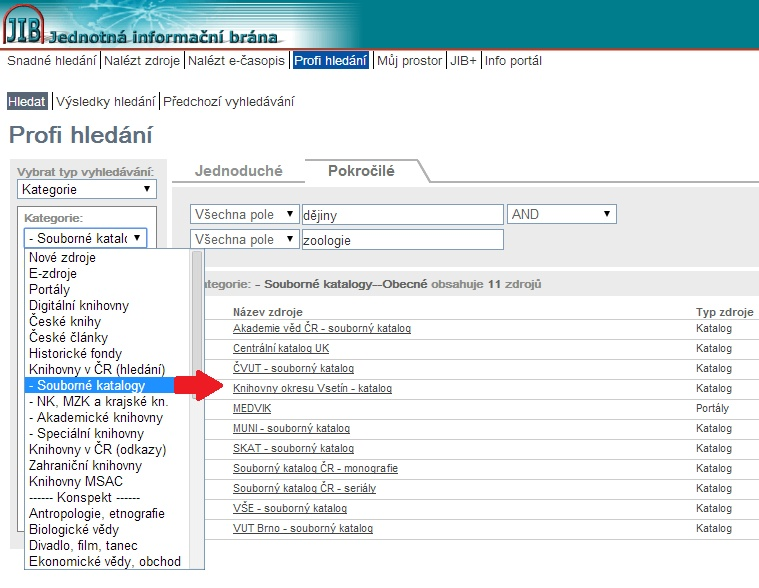 JIB Jednotná informační brána
Snadné hledání Nalézt zdroje Nalézt e-časopis Profi hledání Můj prostor JIB+ Info portál
Hledat Výsledky hledání Předchozí vyhledávání
Profi hledání
Vybrat typ vyhledávání:
Kategorie
Kategorie:
- Souborné katalo
Nové zdroje
E-zdroje
Portály
Digitální knihovny
České knihy
České články
Historické fondy
Knihovny v ČR (hledání)
- Souborné katalogy
- NK, MZK a krajské kn.
- Akademické knihovny
- Speciální knihovny
Knihovny v ČR (odkazy)
Zahraniční knihovny
Knihovny MSAC
------ Konspekt ------
Antropologie, etnografie
Biologické vědy
Divadlo, film, tanec
Ekonomické vědy, obchod
Jednoduché Pokročilé
Všechna pole dějiny AND
Všechna pole zoologie
tegorie: - Souborné katalogy--Obecné obsahuje 11 zdrojů
Název zdroje Typ zdroje
Akademie věd ČR - souborný katalog Katalog
Centrální katalog UK Katalog
ČVUT - souborný katalog Katalog
Knihovny okresu Vsetín - katalog Katalog
MEDVIK Portály
MUNI - souborný katalog Katalog
SKAT - souborný katalog Katalog
Souborný katalog ČR - monografie Katalog
Souborný katalog ČR - seriály Katalog
VŠE - souborný katalog Katalog
VUT Brno - souborný katalog Katalog